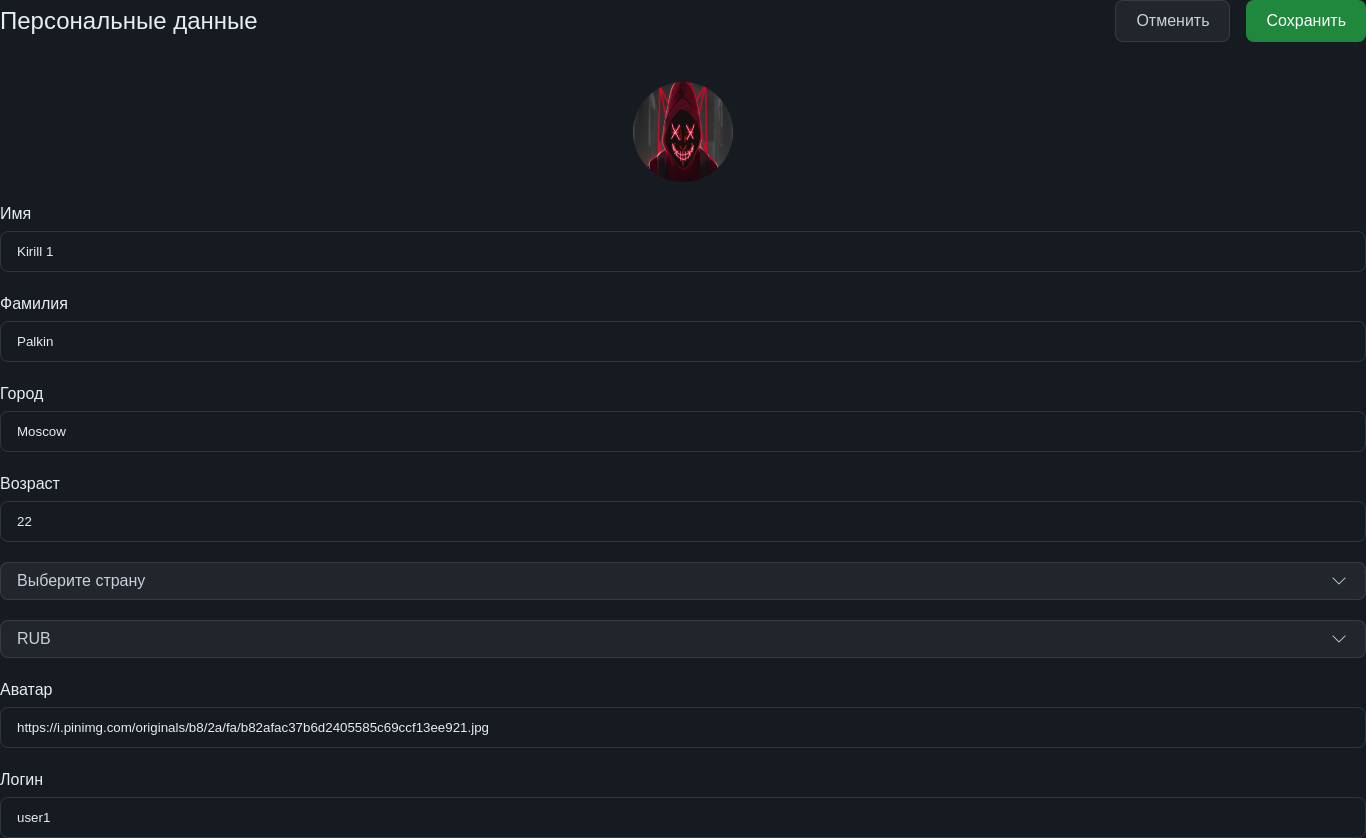 Персональные данные
Отменить
Сохранить
Имя
Kirill 1
Фамилия
Palkin
Город
Moscow
Возраст
22
Выберите страну
RUB
Аватар
https://i.pinimg.com/originals/b8/2a/fa/b82afac37b6d2405585c69ccf13ee921.jpg
Логин
user1